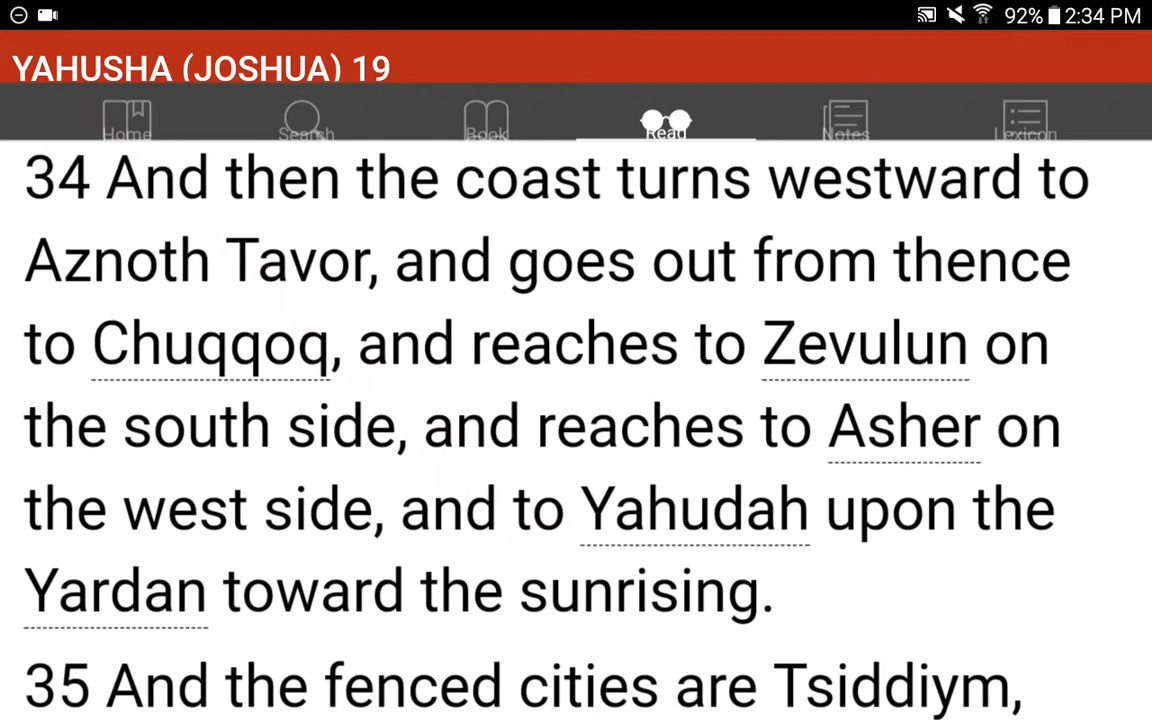 92% 2:34 PM
YAHUSHA (JOSHUA) 19
Home Search Book Read Notes Lexicon
34 And then the coast turns westward to
Aznoth Tavor, and goes out from thence
to Chuqqoq, and reaches to Zevulun on
the south side, and reaches to Asher on
the west side, and to Yahudah upon the
Yardan toward the sunrising.
35 And the fenced cities are Tsiddiym,